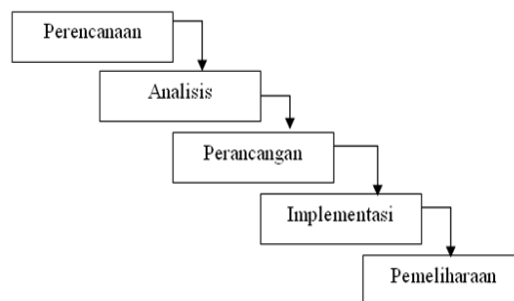 Perencanaan
Analisis
Perancangan
Implementasi
Pemeliharaan